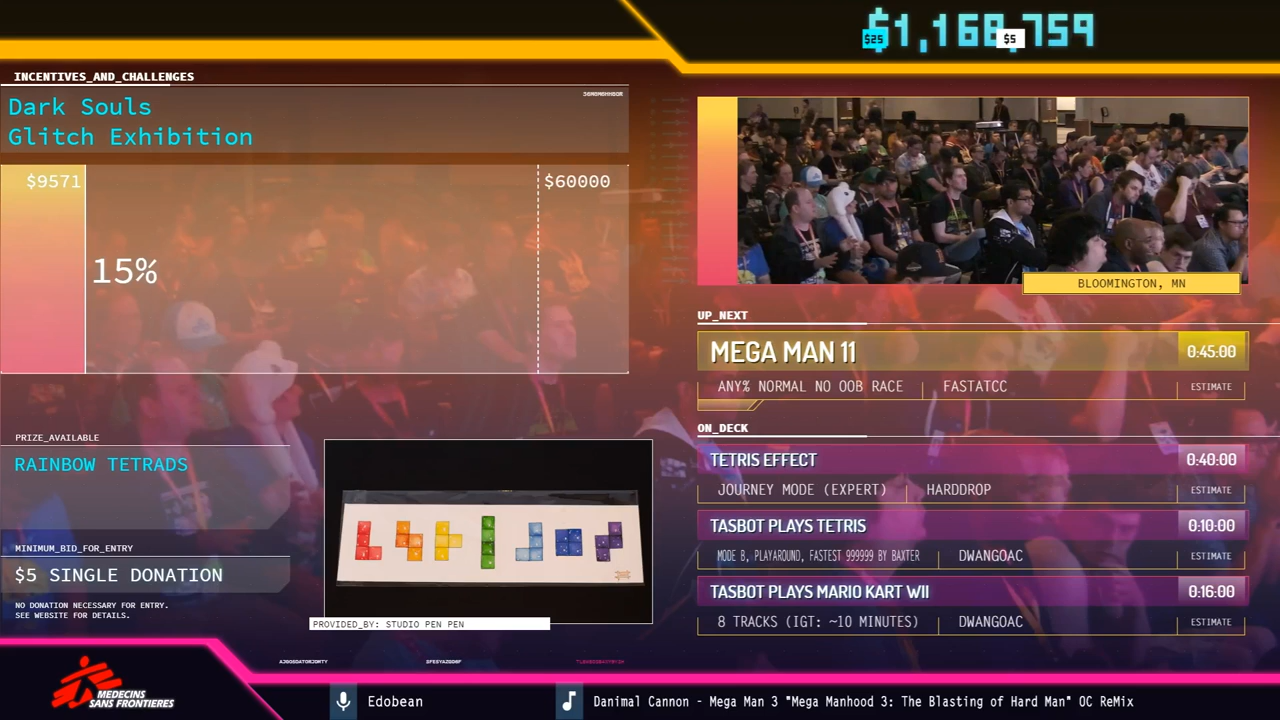 $1,168,759
$25
$5
INCENTIVES_AND_CHALLENGES
Dark Souls
Glitch Exhibition
$9571
$60000
15%
BLOOMINGTON, MN
UP_NEXT
MEGA MAN 11
0:45:00
ANY% NORMAL NO OOB RACE
FASTATCC
ESTIMATE
ON_DECK
TETRIS EFFECT
0:40:00
JOURNEY MODE (EXPERT)
HARDDROP
ESTIMATE
TASBOT PLAYS TETRIS
0:10:00
MODE B, PLAYAROUND, FASTEST 999999 BY BAXTER
DWANGOAC
ESTIMATE
TASBOT PLAYS MARIO KART WII
0:16:00
8 TRACKS (IGT: ~10 MINUTES)
DWANGOAC
ESTIMATE
PRIZE_AVAILABLE
RAINBOW TETRADS
MINIMUM_BID_FOR_ENTRY
$5 SINGLE DONATION
NO DONATION NECESSARY FOR ENTRY.
SEE WEBSITE FOR DETAILS.
PROVIDED_BY: STUDIO PEN PEN
MEDECINS
SANS FRONTIERES
Edobean
Danimal Cannon - Mega Man 3 "Mega Manhood 3: The Blasting of Hard Man" OC ReMix